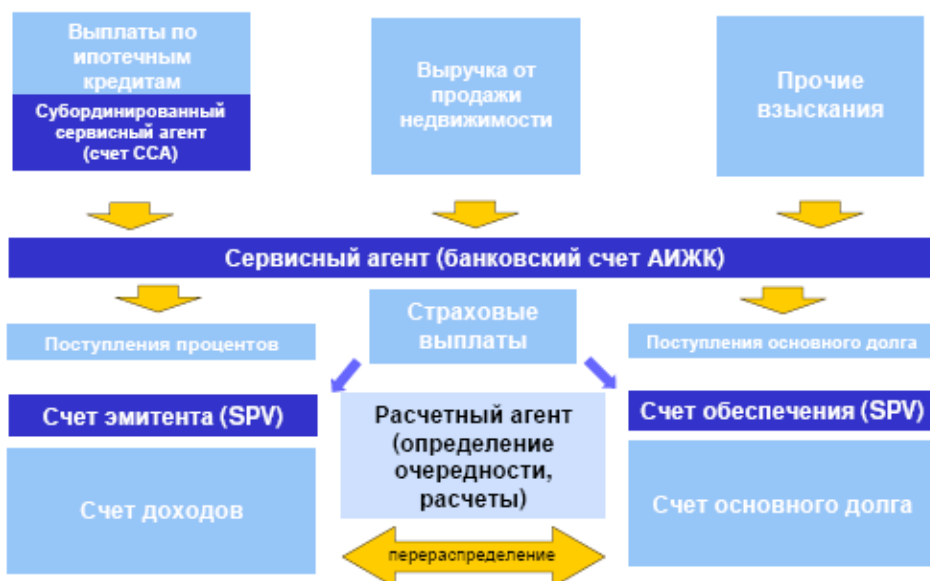 Выплаты по
ипотечным
кредитам
Субординированный
сервисный агент
(счет ССА)
Выручка от
продажи
недвижимости
Прочие
взыскания
Сервисный агент (банковский счет АИЖК)
Поступления процентов
Страховые
выплаты
Поступления основного долга
Счет эмитента (SPV)
Расчетный агент
(определение
очередности,
расчеты)
Счет обеспечения (SPV)
Счет доходов
Счет основного долга
перераспределение